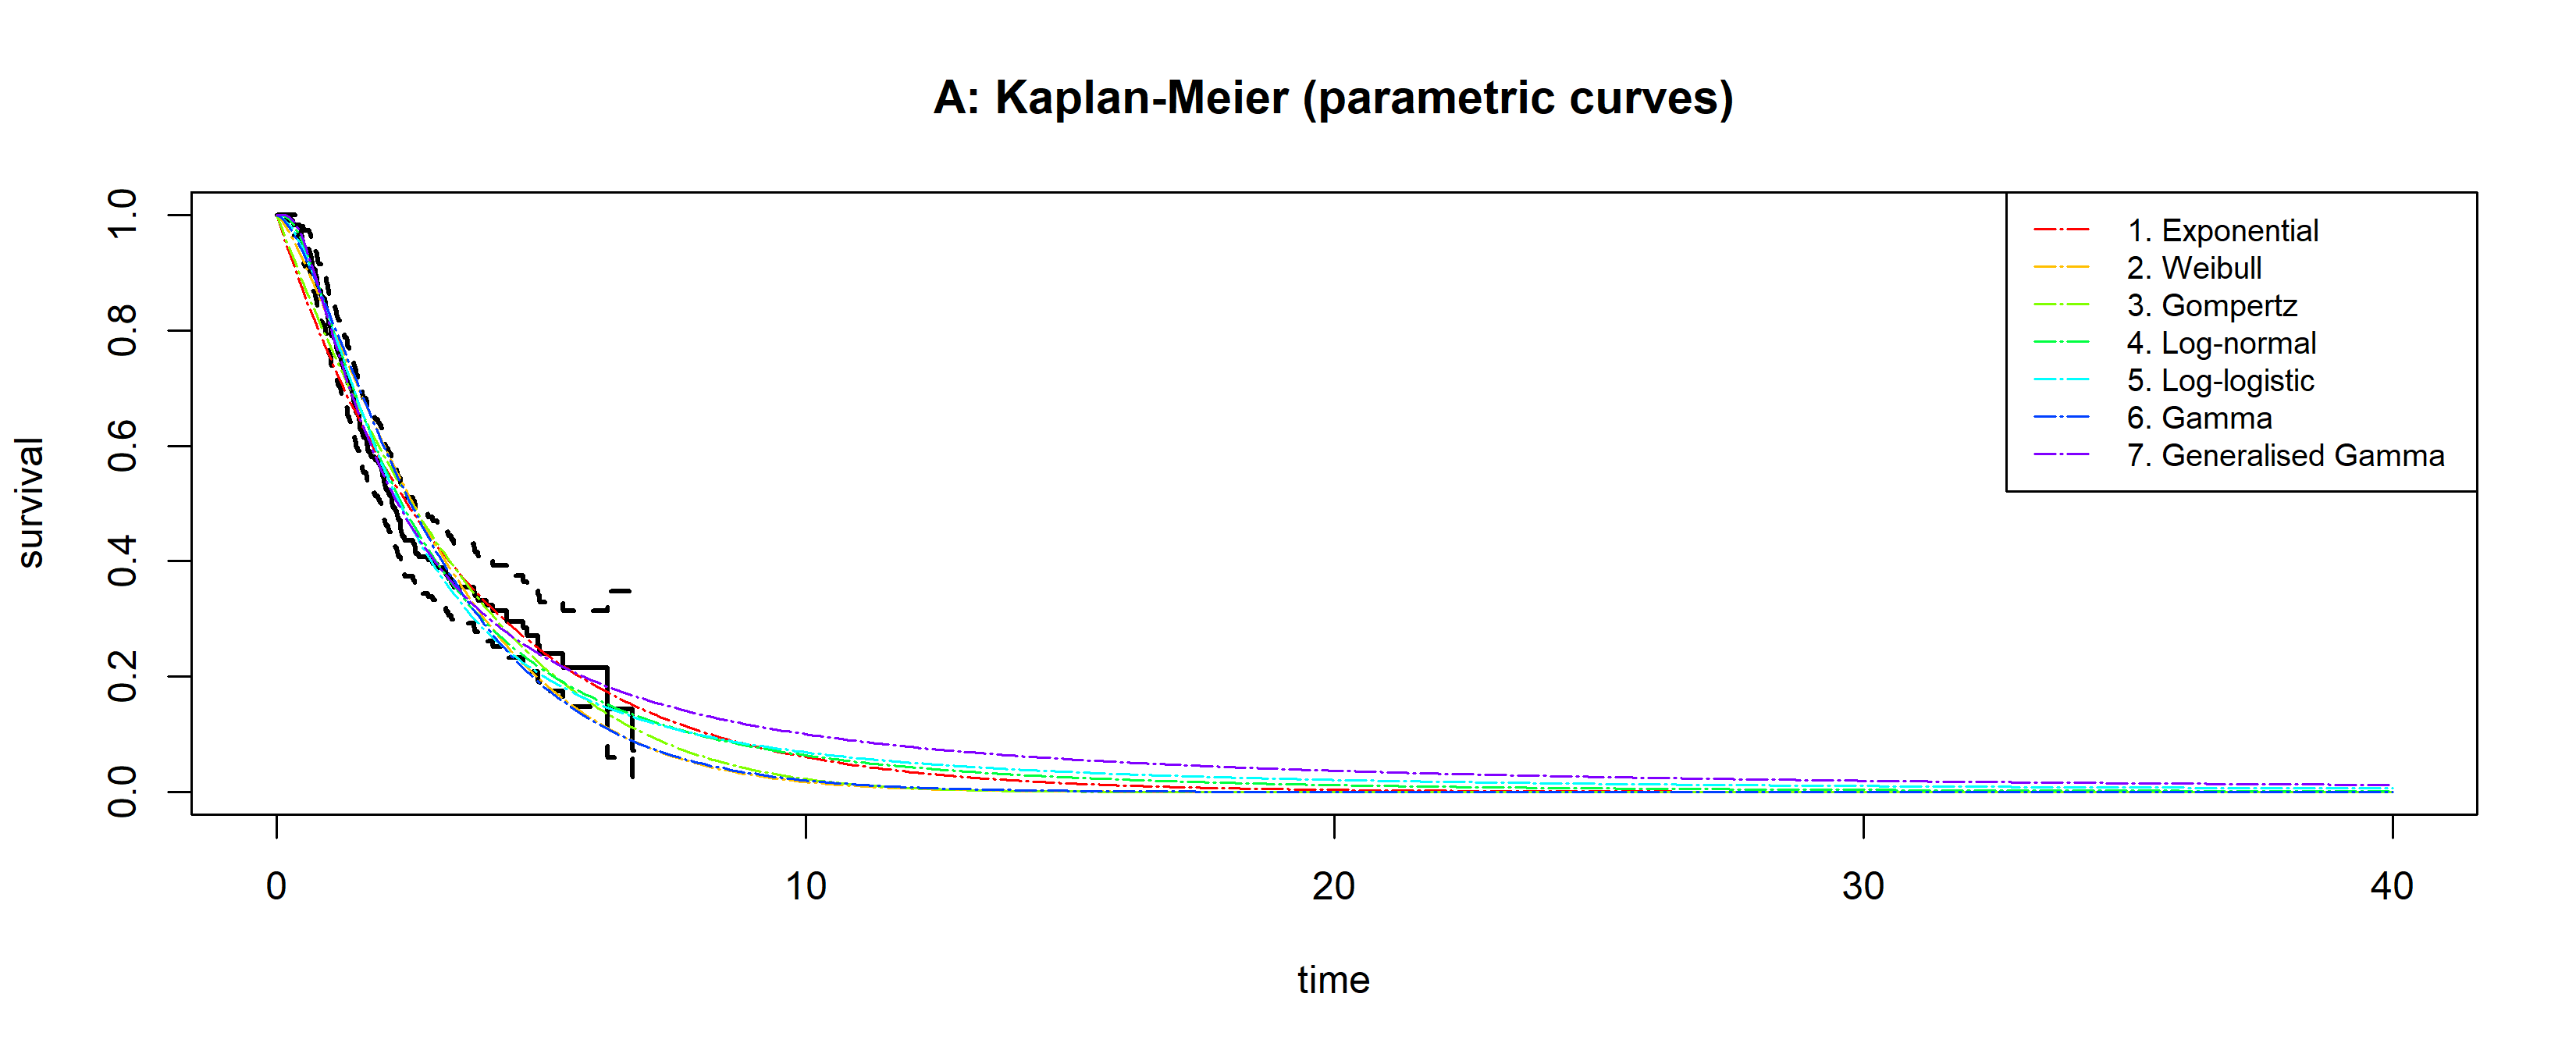 A: Kaplan-Meier (parametric curves)
1. Exponential
2. Weibull
3. Gompertz
4. Log-normal
5. Log-logistic
6. Gamma
7. Generalised Gamma
survival
1.0
0.8
0.6
0.4
0.2
0.0
0 10 20 30 40
time